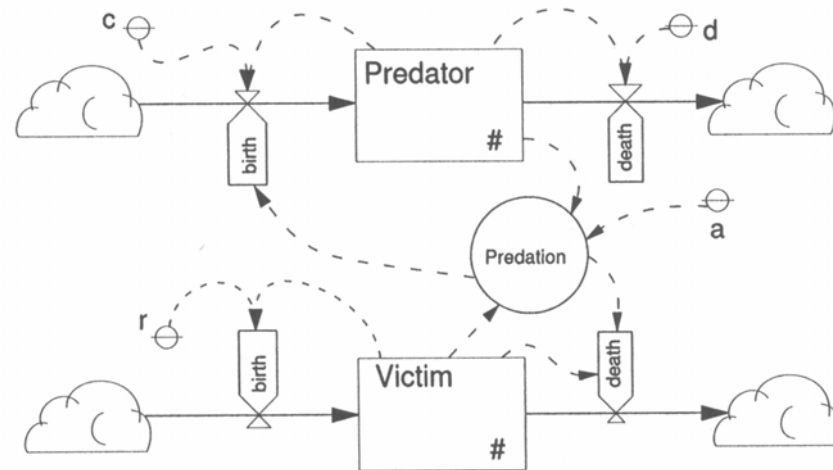 c
d
Predator
#
birth
death
a
Predation
r
birth
Victim
death
#